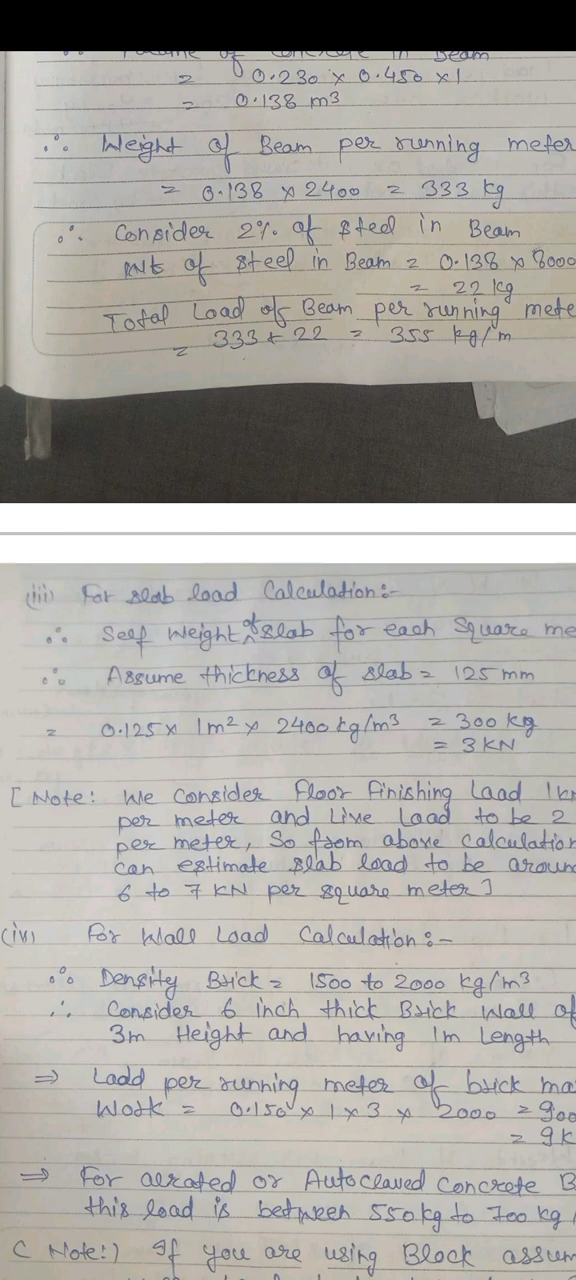 of Concrete in Beam
= 0.230 x 0.450 x 1
= 0.138 m3
∴ Weight of Beam per running meter
= 0.138 x 2400 = 333 kg
∴ Consider 2% of steel in Beam
Wt of steel in Beam = 0.138 x 8000
= 22 kg
Total Load of Beam per running mete
= 333 + 22 = 355 kg/m
(iii) For slab load Calculation:-
∴ Self Weight of slab for each Square me
∴ Assume thickness of slab = 125 mm
= 0.125 x 1m² x 2400 kg/m³ = 300 kg
= 3 KN
[Note: We Consider Floor Finishing Load 1kn
per meter and Live Load to be 2
per meter, So from above calculation
can estimate slab load to be aroun
6 to 7 KN per square meter]
(iv) For Wall Load Calculation:-
∴ Density Brick = 1500 to 2000 kg/m³
∴ Consider 6 inch thick Brick Wall of
3m Height and having 1m Length
⇒ Load per running meter of brick ma
Work = 0.150 x 1 x 3 x 2000 = 900
= 9 K
⇒ For aerated or Autoclaved Concrete B
this load is between 550kg to 700 kg
(Note:) If you are using Block assum